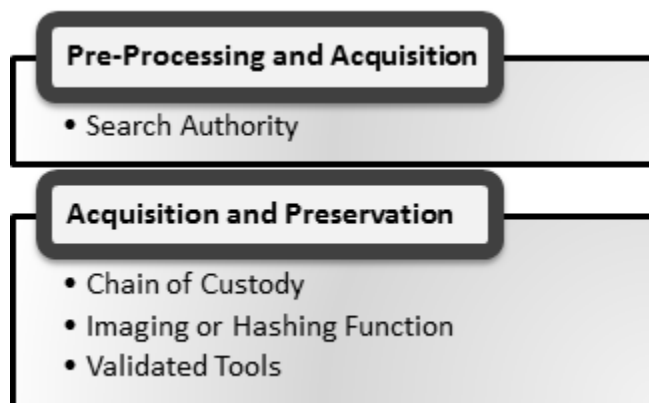 Pre-Processing and Acquisition
• Search Authority
Acquisition and Preservation
• Chain of Custody
• Imaging or Hashing Function
• Validated Tools